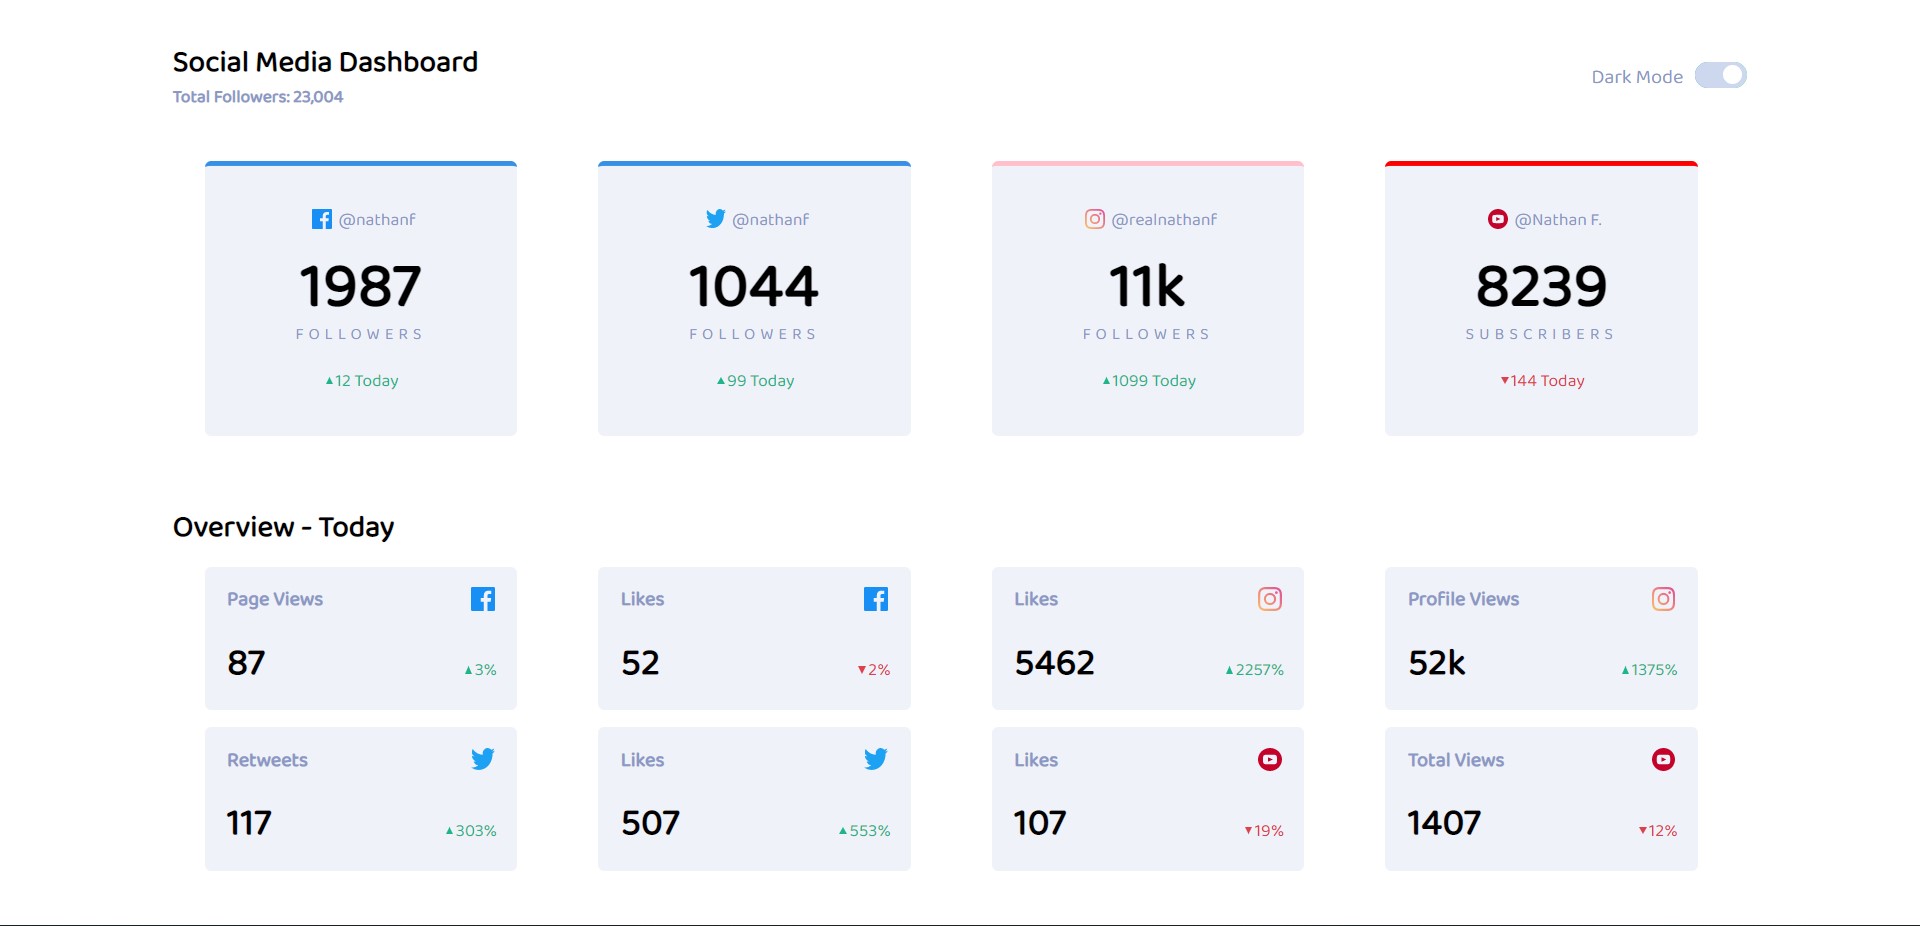 Social Media Dashboard
Total Followers: 23,004
Dark Mode
@nathanf
1987
FOLLOWERS
12 Today
@nathanf
1044
FOLLOWERS
99 Today
@realnathanf
11k
FOLLOWERS
1099 Today
@Nathan F.
8239
SUBSCRIBERS
144 Today
Overview - Today
Page Views
87
3%
Likes
52
2%
Likes
5462
2257%
Profile Views
52k
1375%
Retweets
117
303%
Likes
507
553%
Likes
107
19%
Total Views
1407
12%